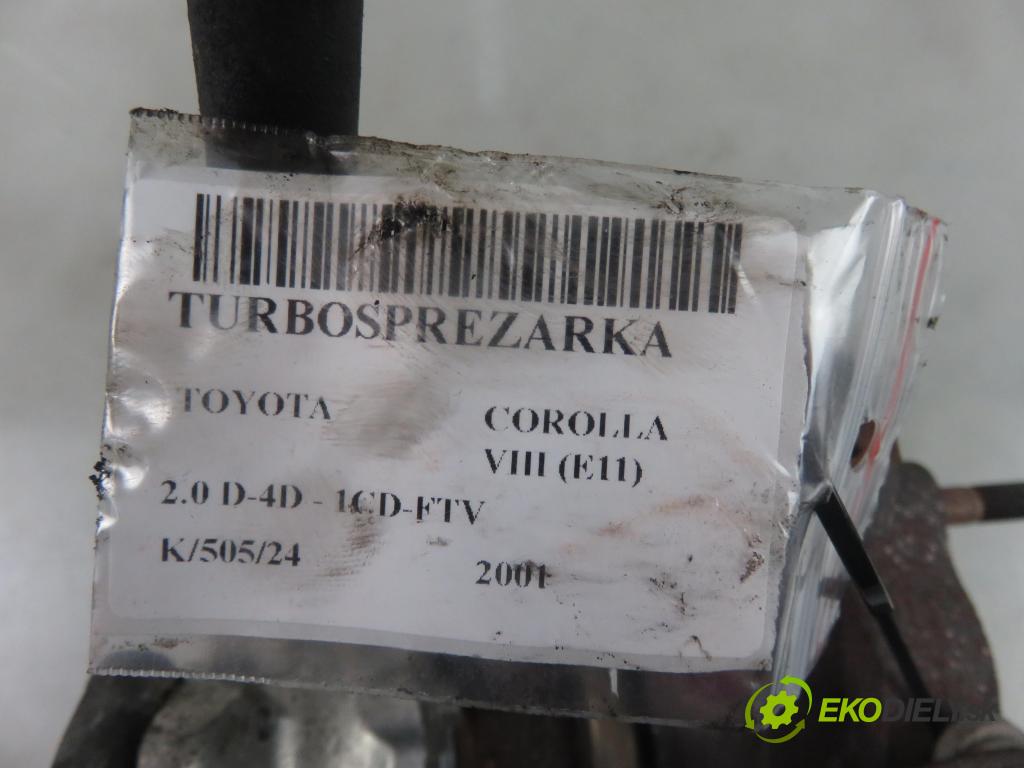 TURBOSPREZARKA
TOYOTA
COROLLA
VIII (E11)
2.0 D-4D - 1CD-FTV
K/505/24
2001
EKODIELY.SK